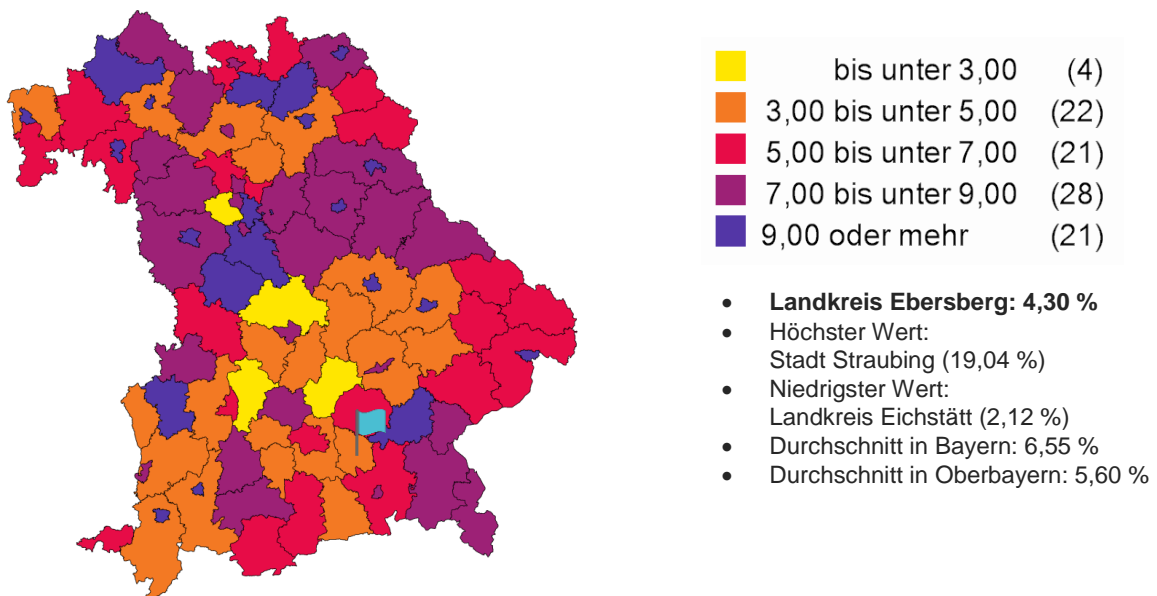 bis unter 3,00 (4)
3,00 bis unter 5,00 (22)
5,00 bis unter 7,00 (21)
7,00 bis unter 9,00 (28)
9,00 oder mehr (21)
• Landkreis Ebersberg: 4,30 %
• Höchster Wert:
Stadt Straubing (19,04 %)
• Niedrigster Wert:
Landkreis Eichstätt (2,12 %)
• Durchschnitt in Bayern: 6,55 %
• Durchschnitt in Oberbayern: 5,60 %